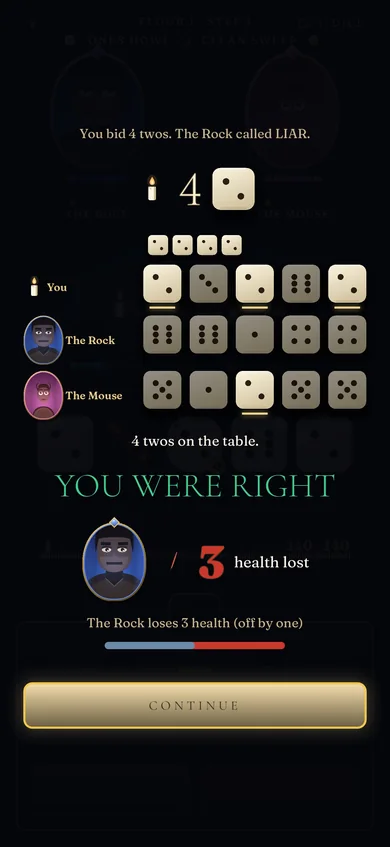 You bid 4 twos. The Rock called LIAR.
4
You
The Rock
The Mouse
4 twos on the table.
YOU WERE RIGHT
/ 3 health lost
The Rock loses 3 health (off by one)
CONTINUE